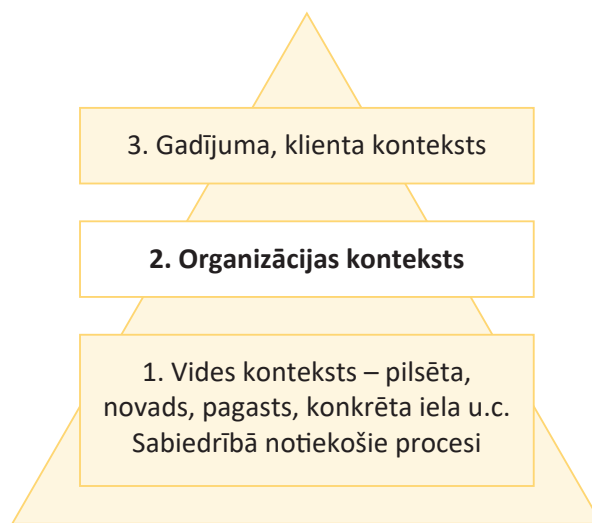 3. Gadījuma, klienta konteksts
2. Organizācijas konteksts
1. Vides konteksts – pilsēta,
novads, pagasts, konkrēta iela u.c.
Sabiedrībā notiekošie procesi